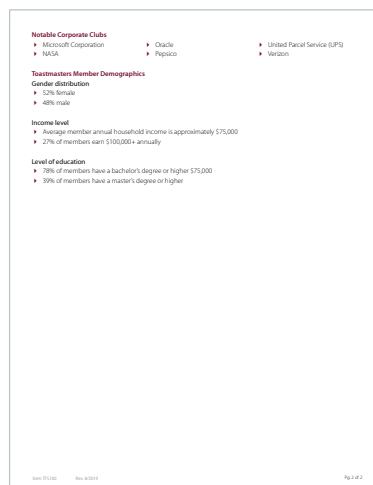 Notable Corporate Clubs
Microsoft Corporation Oracle United Parcel Service (UPS)
NASA Pepsico Verizon
Toastmasters Member Demographics
Gender distribution
52% female
48% male
Income level
Average member annual household income is approximately $75,000
27% of members earn $100,000+ annually
Level of education
78% of members have a bachelor's degree or higher $75,000
39% of members have a master's degree or higher
Item Rev.
Pg.2 of 2